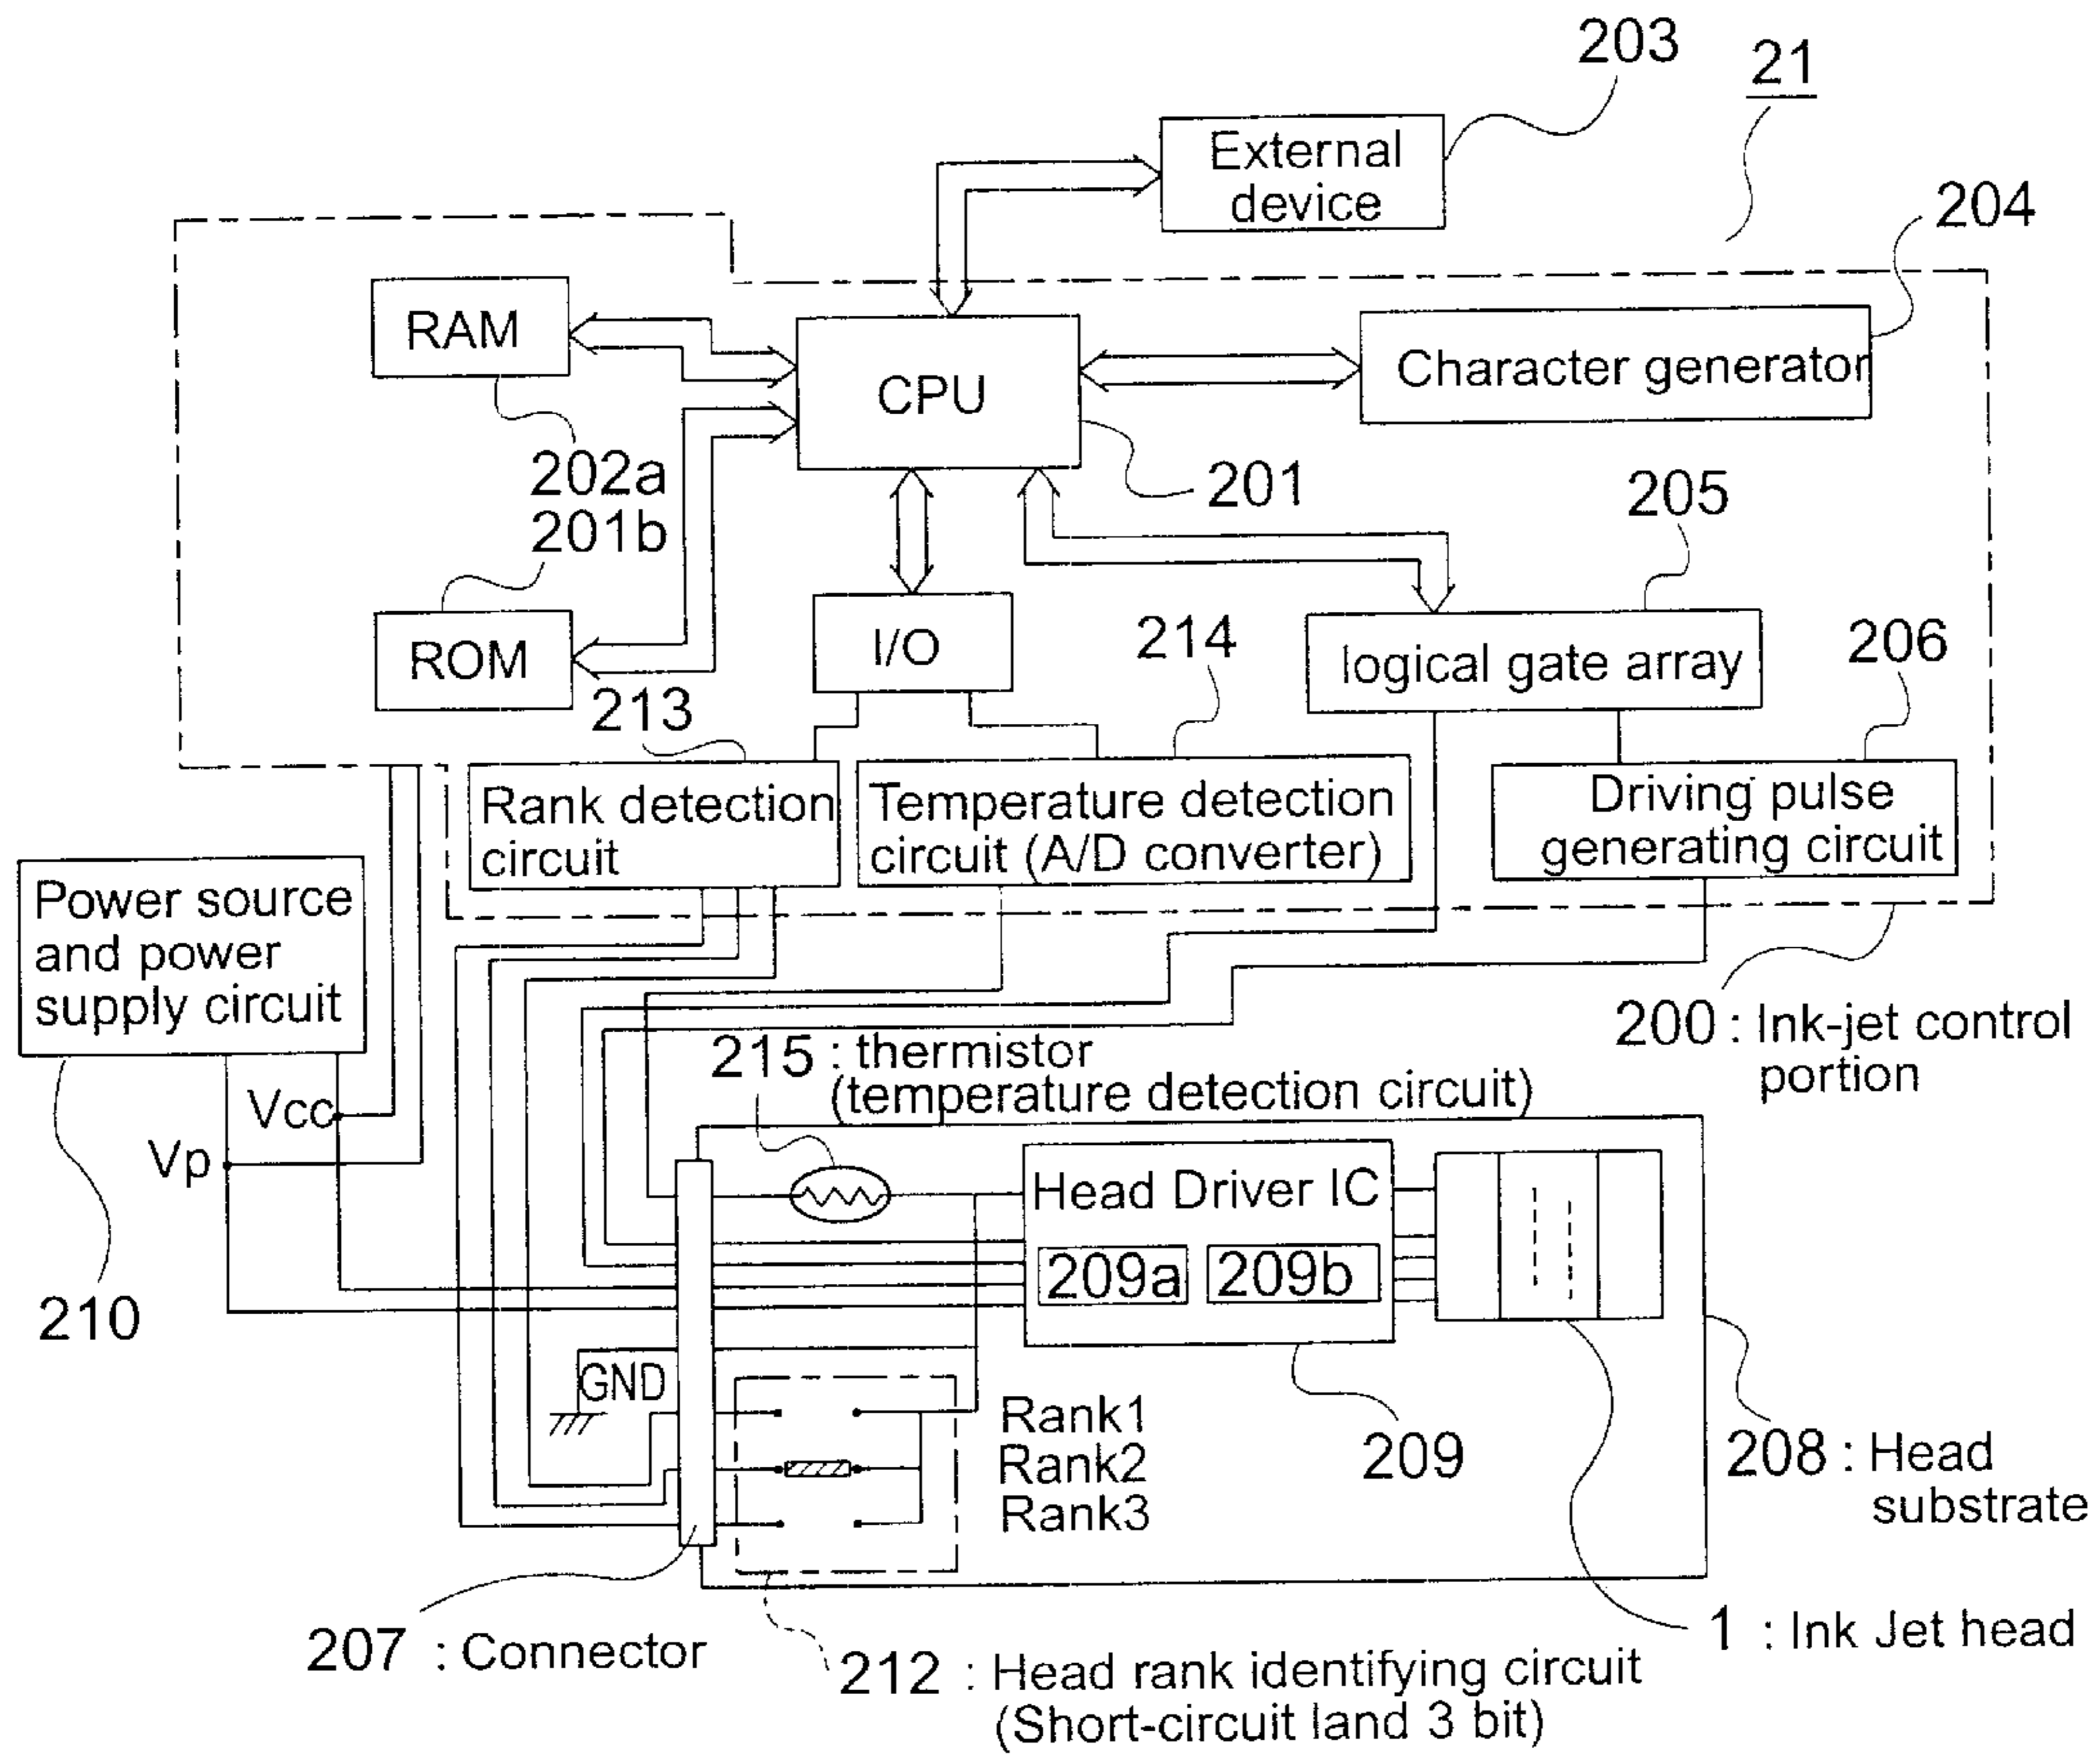 203
21
External
device
204
RAM
CPU
Character generator
202a
201
201b
205
ROM
I/O
214
logical gate array
206
213
Rank detection
circuit
Temperature detection
circuit (A/D converter)
Driving pulse
generating circuit
Power source
and power
supply circuit
200 : Ink-jet control
portion
215 : thermistor
(temperature detection circuit)
Vcc
Vp
Head Driver IC
209a
209b
210
GND
Rank1
Rank2
Rank3
209
208 : Head
substrate
207 : Connector
1 : Ink Jet head
212 : Head rank identifying circuit
(Short-circuit land 3 bit)